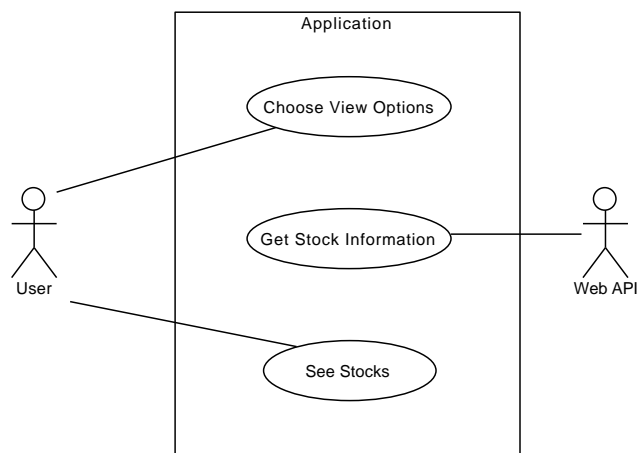 Application
Choose View Options
Get Stock Information
User
Web API
See Stocks